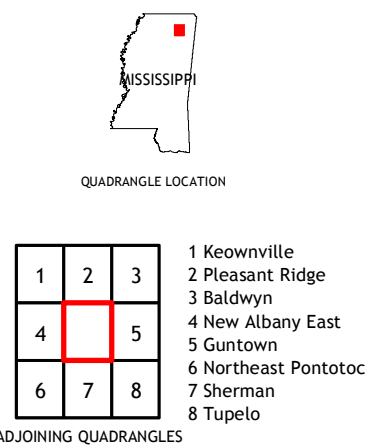 MISSISSIPPI
QUADRANGLE LOCATION
1 2 3
4 5
6 7 8
1 Keownville
2 Pleasant Ridge
3 Baldwyn
4 New Albany East
5 Guntown
6 Northeast Pontotoc
7 Sherman
8 Tupelo
ADJOINING QUADRANGLES